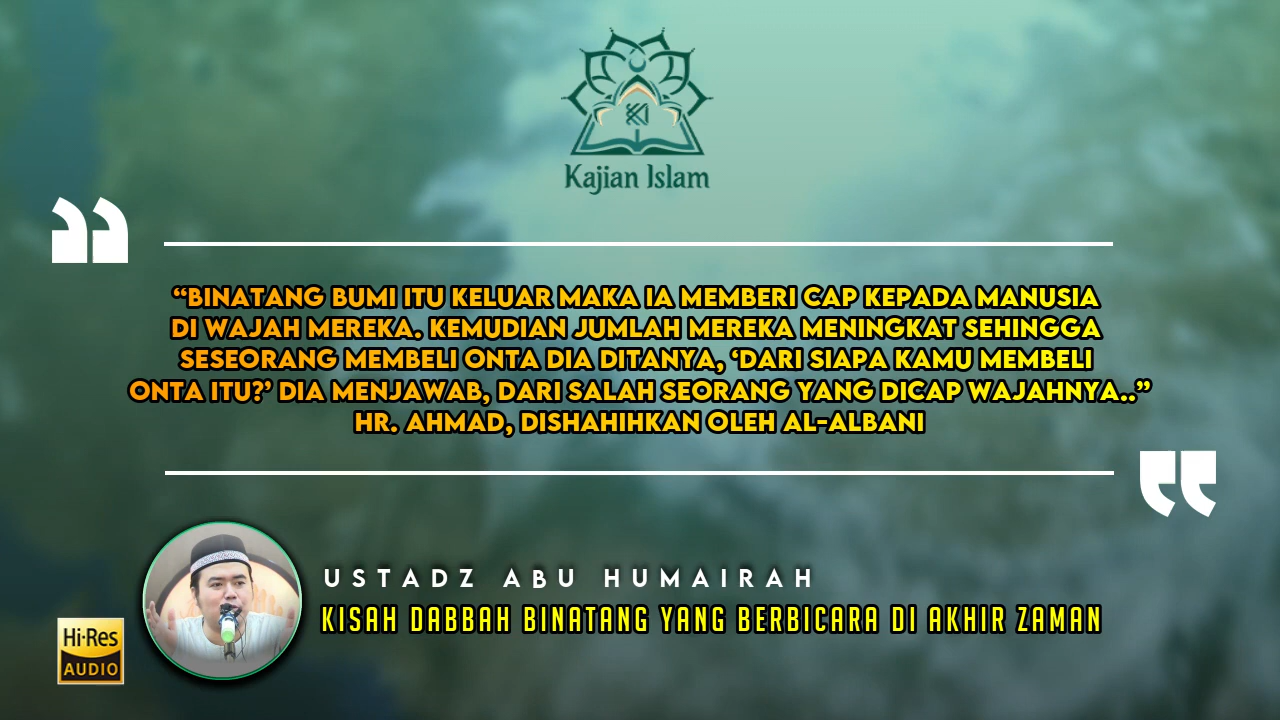 Kajian Islam
“BINATANG BUMI ITU KELUAR MAKA IA MEMBERI CAP KEPADA MANUSIA
DI WAJAH MEREKA. KEMUDIAN JUMLAH MEREKA MENINGKAT SEHINGGA
SESEORANG MEMBELI ONTA DIA DITANYA, ‘DARI SIAPA KAMU MEMBELI
ONTA ITU?’ DIA MENJAWAB, DARI SALAH SEORANG YANG DICAP WAJAHNYA..”
HR. AHMAD, DISHAHIHKAN OLEH AL-ALBANI
USTADZ ABU HUMAIRAH
KISAH DABBAH BINATANG YANG BERBICARA DI AKHIR ZAMAN
Hi-Res
AUDIO